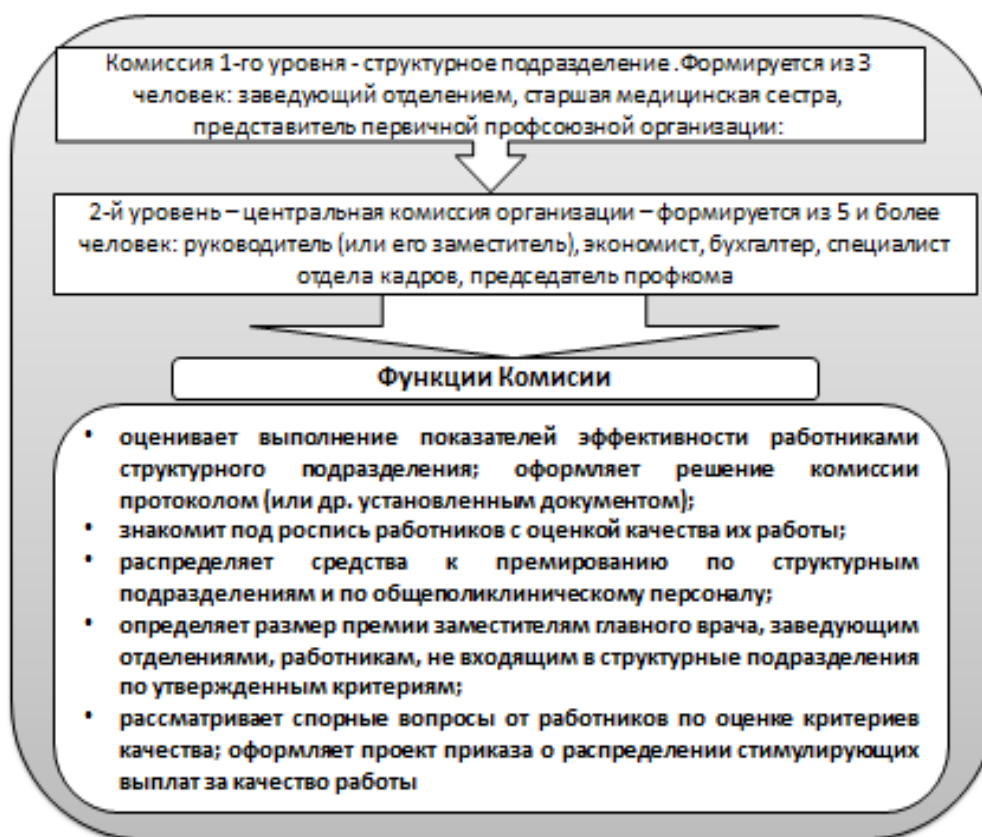 Комиссия 1-го уровня - структурное подразделение .Формируется из 3
человек: заведующий отделением, старшая медицинская сестра,
представитель первичной профсоюзной организации:
2-й уровень – центральная комиссия организации – формируется из 5 и более
человек: руководитель (или его заместитель), экономист, бухгалтер, специалист
отдела кадров, председатель профкома
Функции Комисии
• оценивает выполнение показателей эффективности работниками
структурного подразделения; оформляет решение комиссии
протоколом (или др. установленным документом);
• знакомит под роспись работников с оценкой качества их работы;
• распределяет средства к премированию по структурным
подразделениям и по общеполиклиническому персоналу;
• определяет размер премии заместителям главного врача, заведующим
отделениями, работникам, не входящим в структурные подразделения
по утвержденным критериям;
• рассматривает спорные вопросы от работников по оценке критериев
качества; оформляет проект приказа о распределении стимулирующих
выплат за качество работы